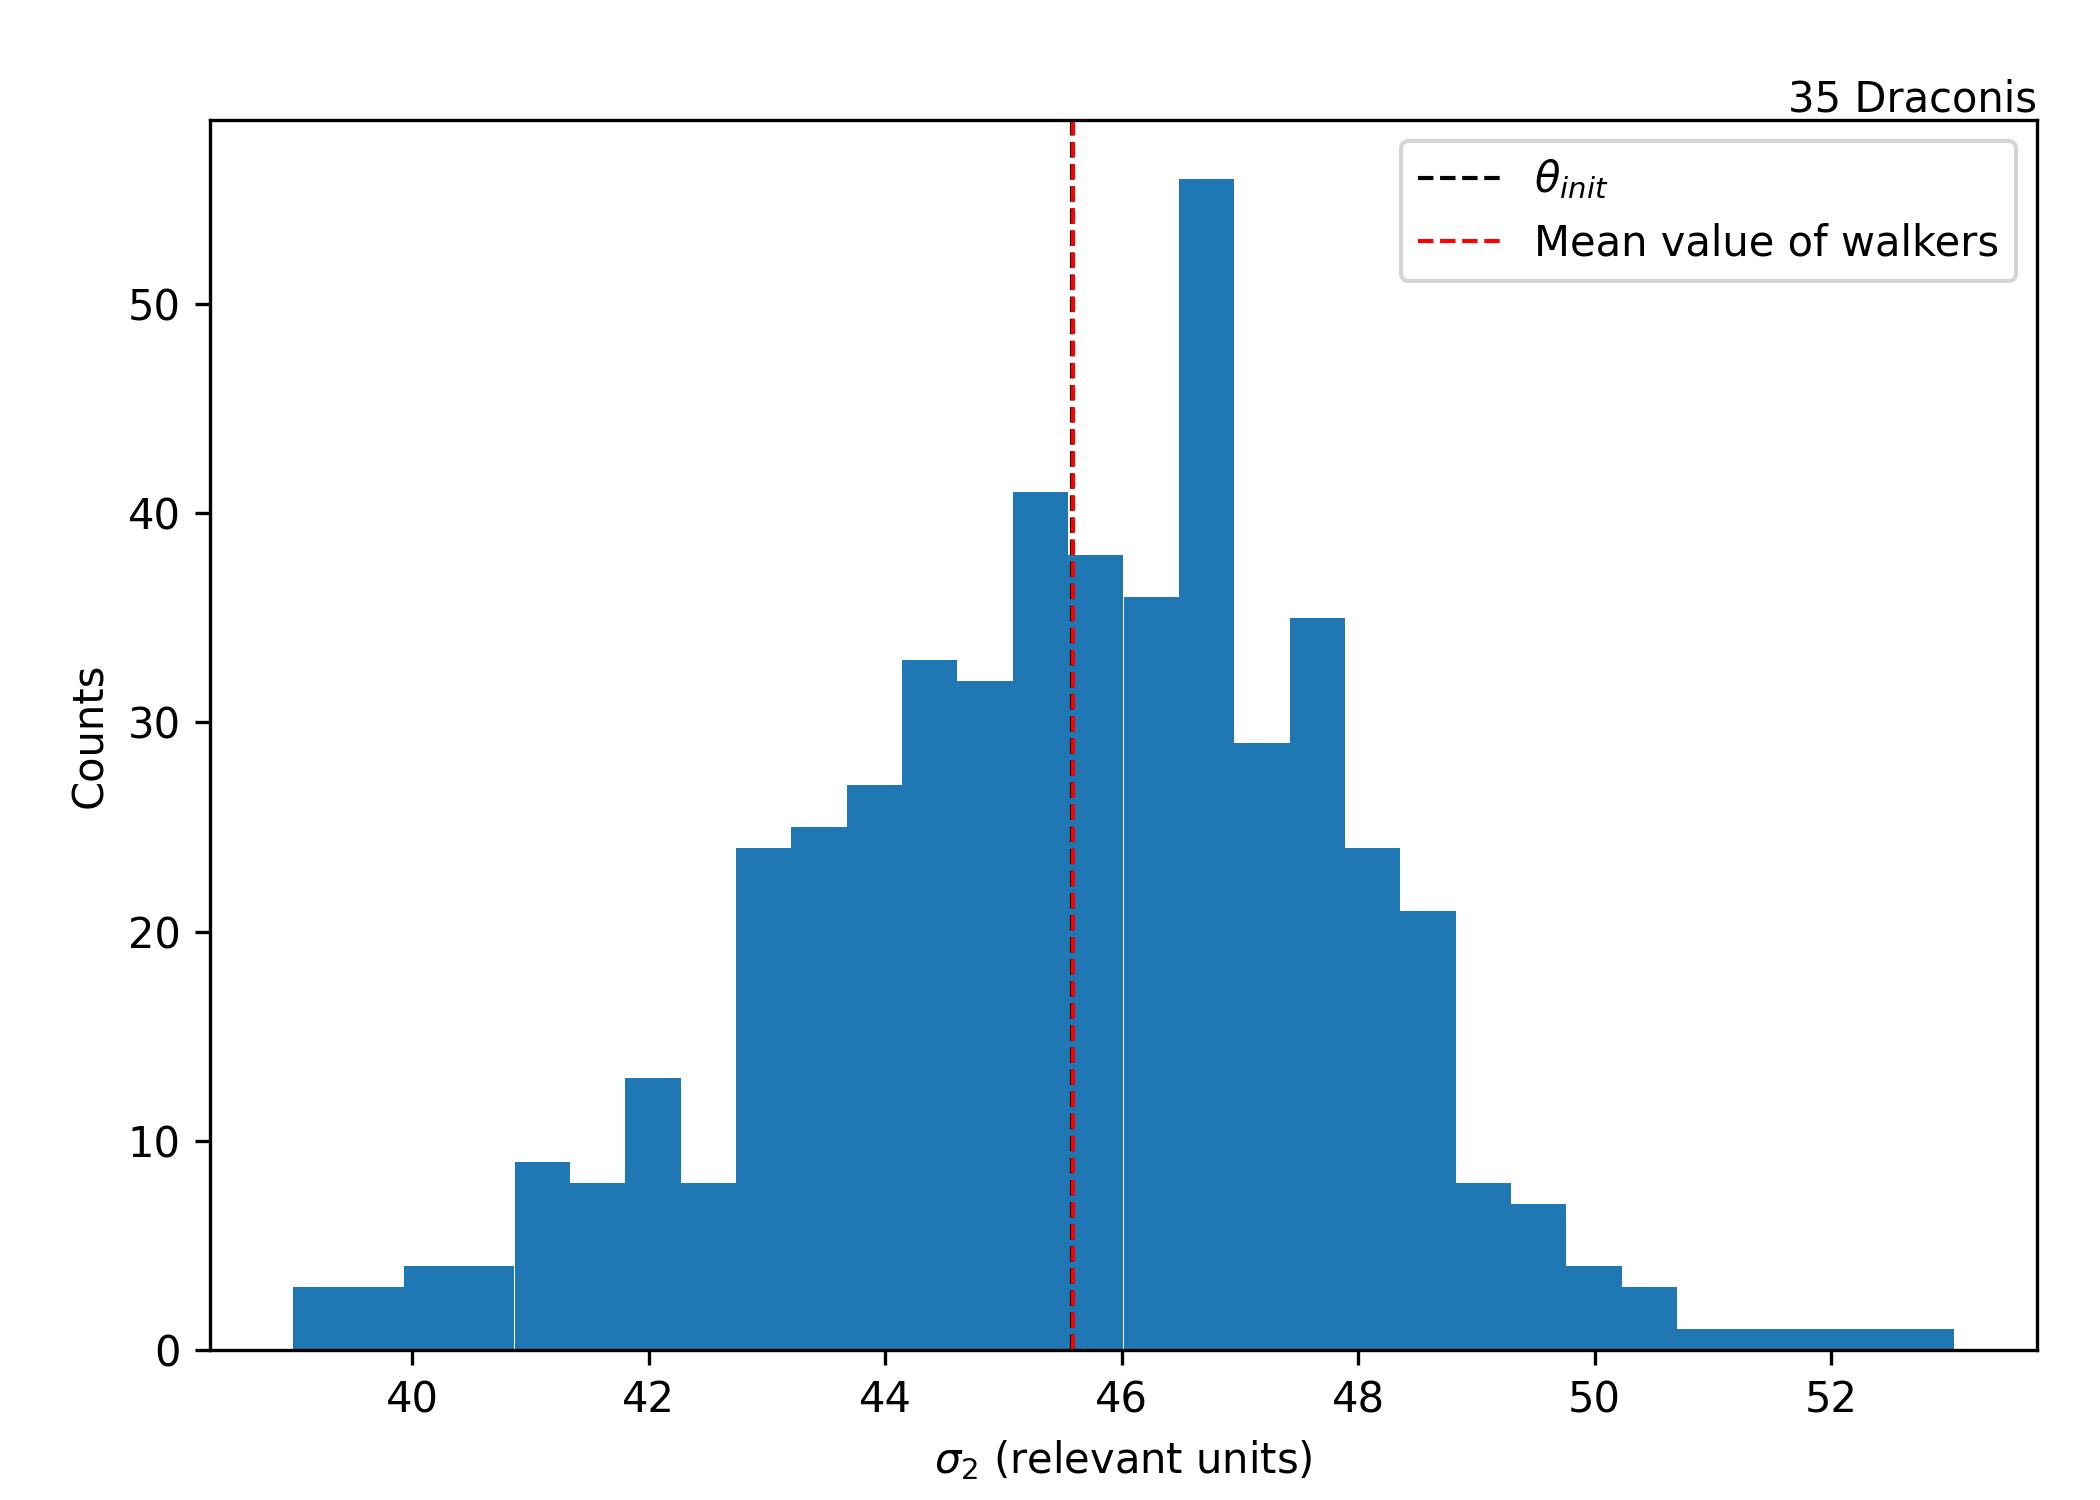 35 Draconis
θinit
Mean value of walkers
50
40
30
20
10
0
Counts
40 42 44 46 48 50 52
σ2 (relevant units)